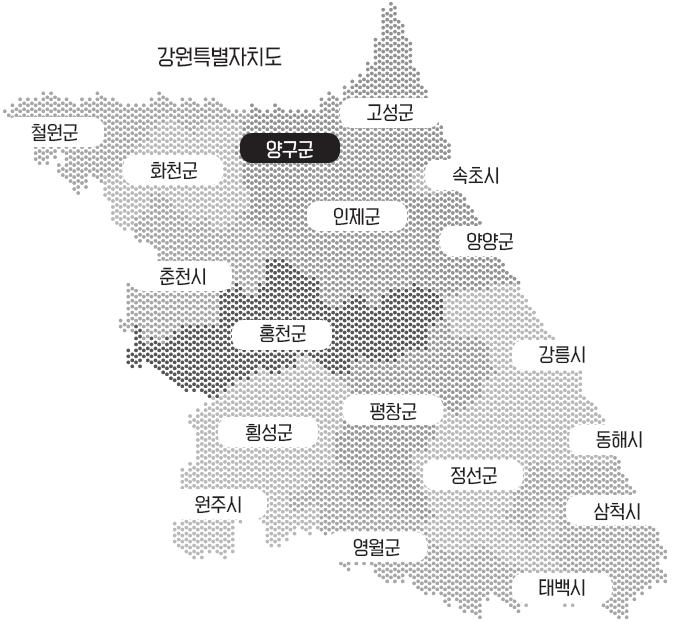 강원특별자치도
고성군
철원군
양구군
화천군
속초시
인제군
양양군
춘천시
홍천군
강릉시
평창군
횡성군
동해시
정선군
원주시
삼척시
영월군
태백시